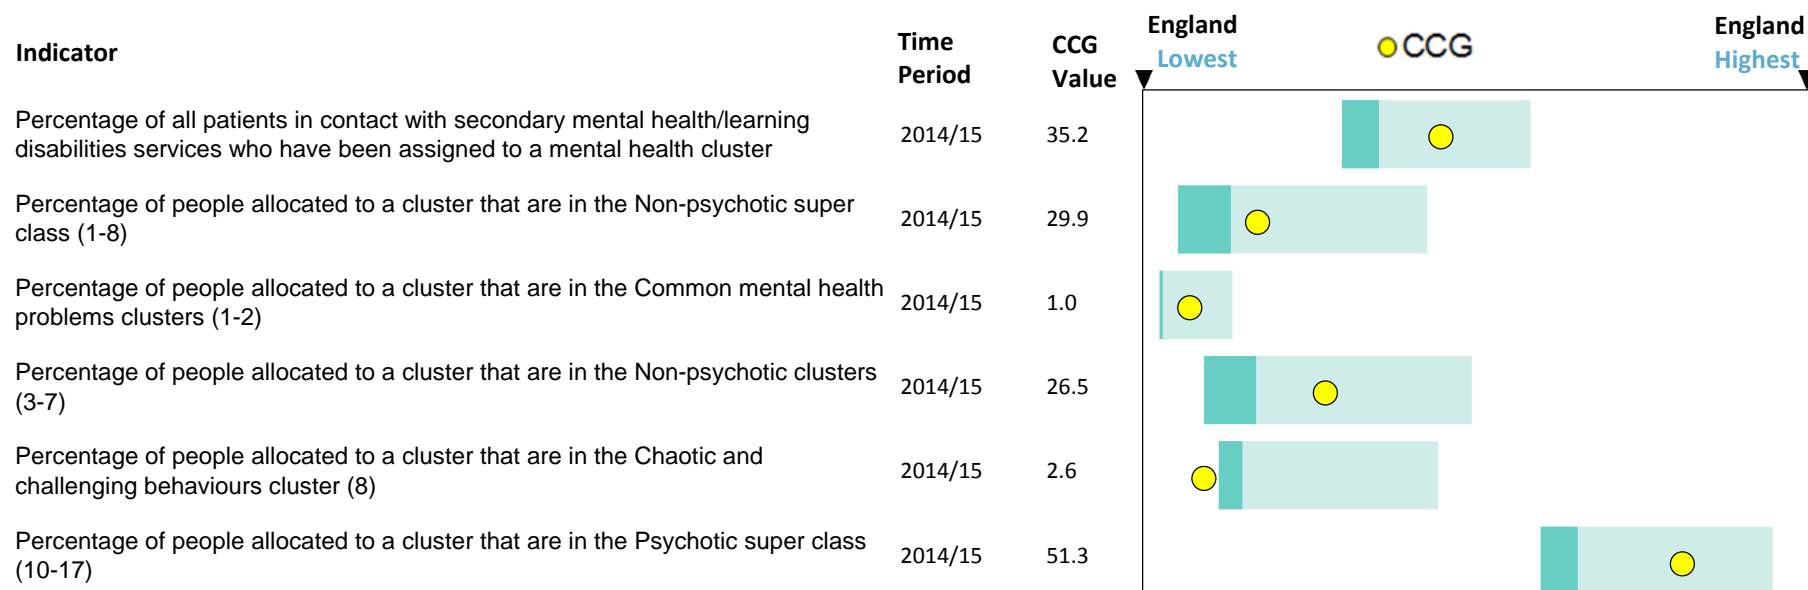 Indicator
Time
Period
CCG
Value
England
Lowest
CCG
England
Highest
Percentage of all patients in contact with secondary mental health/learning
disabilities services who have been assigned to a mental health cluster
2014/15
35.2
Percentage of people allocated to a cluster that are in the Non-psychotic super
class (1-8)
2014/15
29.9
Percentage of people allocated to a cluster that are in the Common mental health
problems clusters (1-2)
2014/15
1.0
Percentage of people allocated to a cluster that are in the Non-psychotic clusters
(3-7)
2014/15
26.5
Percentage of people allocated to a cluster that are in the Chaotic and
challenging behaviours cluster (8)
2014/15
2.6
Percentage of people allocated to a cluster that are in the Psychotic super class
(10-17)
2014/15
51.3